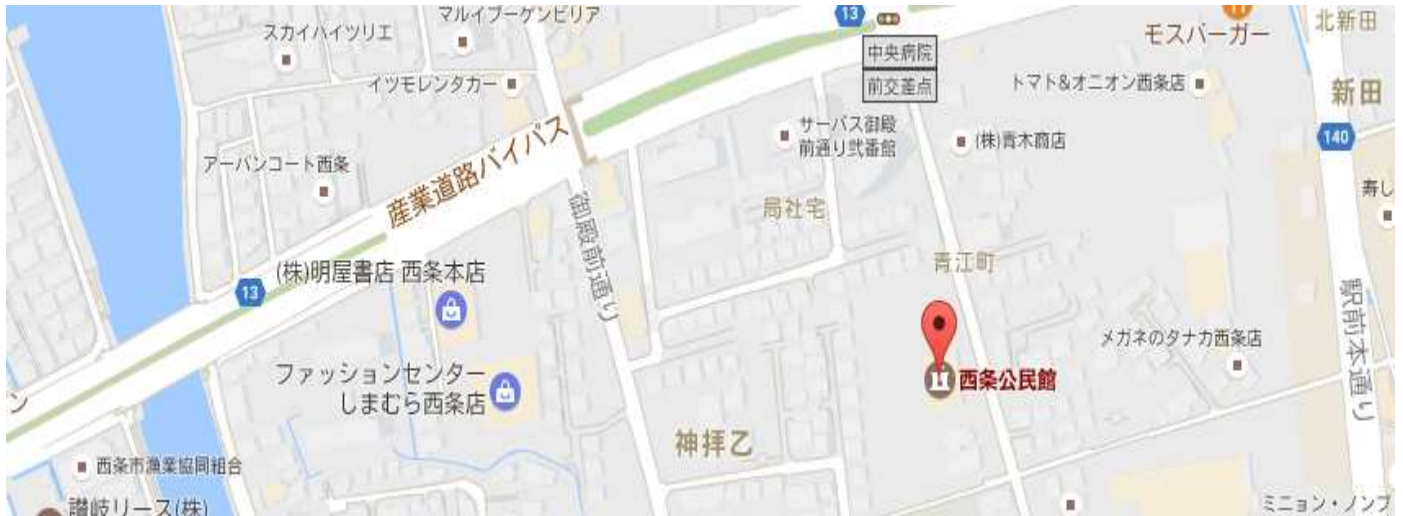 マルイブーゲンビリア
スカイハイツリエ
13
中央病院
前交差点
モスバーガー
北新田
イツモレンタカー
トマト&オニオン西条店
新田
サーパス御殿
前通り弐番館
(株)青木商店
140
アーバンコート西条
産業道路バイパス
寿し
局社宅
御殿前通り
青江町
(株)明屋書店 西条本店
13
駅前本通り
メガネのタナカ西条店
ファッションセンター
しまむら西条店
西条公民館
神拝乙
ン
西条市漁業協同組合
讃岐リース(株)
ミニョン・ノンフ